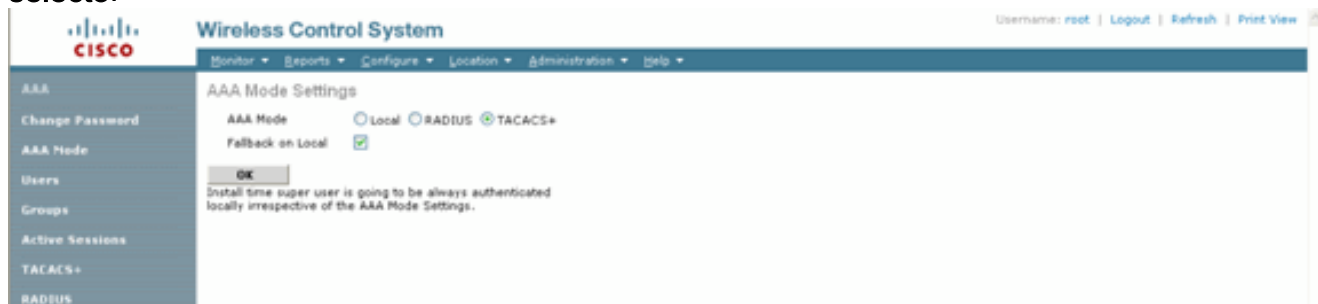 Username: root | Logout | Refresh | Print View
CISCO
Wireless Control System
Monitor Reports Configure Location Administration Help
AAA
Change Password
AAA Mode
Users
Groups
Active Sessions
TACACS+
RADIUS
AAA Mode Settings
AAA Mode Local RADIUS TACACS+
Fallback on Local
OK
Install time super user is going to be always authenticated
locally irrespective of the AAA Mode Settings.